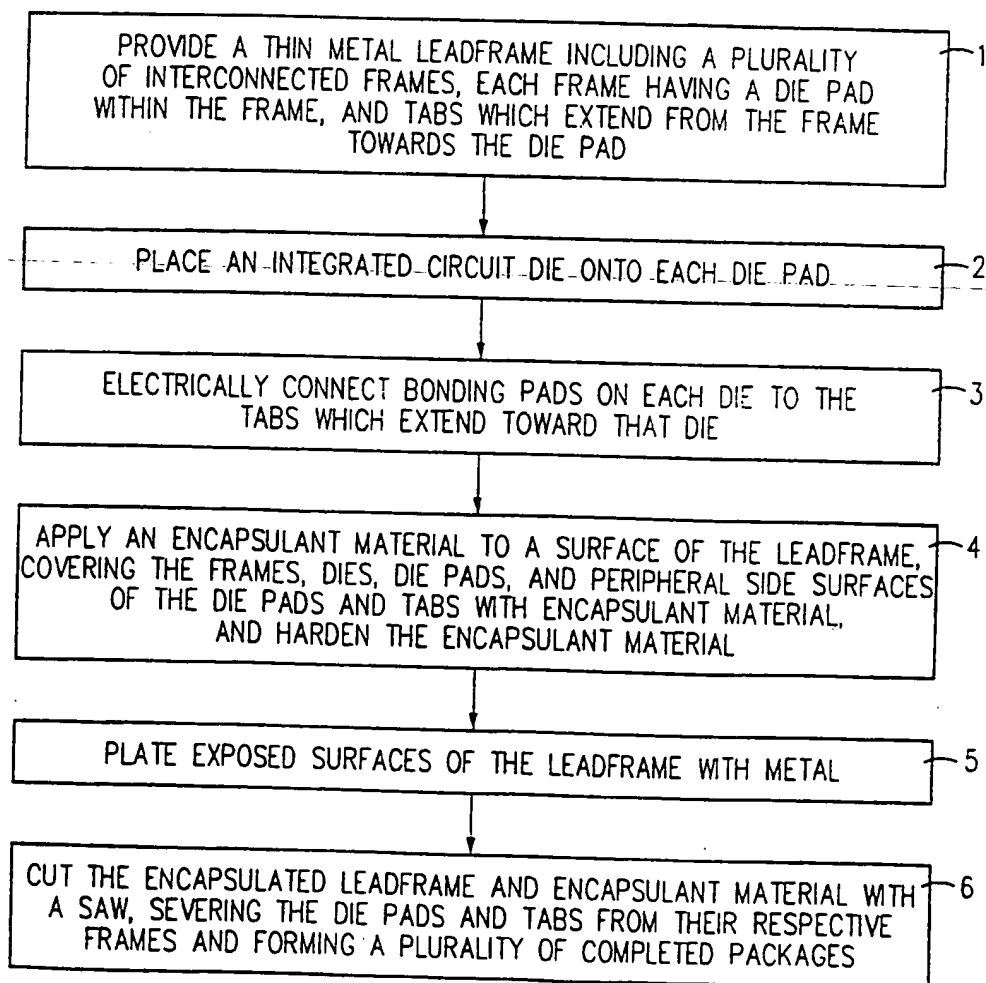 PROVIDE A THIN METAL LEADFRAME INCLUDING A PLURALITY
OF INTERCONNECTED FRAMES, EACH FRAME HAVING A DIE PAD
WITHIN THE FRAME, AND TABS WHICH EXTEND FROM THE FRAME
TOWARDS THE DIE PAD
1
PLACE AN INTEGRATED CIRCUIT DIE ONTO EACH DIE PAD
2
ELECTRICALLY CONNECT BONDING PADS ON EACH DIE TO THE
TABS WHICH EXTEND TOWARD THAT DIE
3
APPLY AN ENCAPSULANT MATERIAL TO A SURFACE OF THE LEADFRAME,
COVERING THE FRAMES, DIES, DIE PADS, AND PERIPHERAL SIDE SURFACES
OF THE DIE PADS AND TABS WITH ENCAPSULANT MATERIAL,
AND HARDEN THE ENCAPSULANT MATERIAL
4
PLATE EXPOSED SURFACES OF THE LEADFRAME WITH METAL
5
CUT THE ENCAPSULATED LEADFRAME AND ENCAPSULANT MATERIAL WITH
A SAW, SEVERING THE DIE PADS AND TABS FROM THEIR RESPECTIVE
FRAMES AND FORMING A PLURALITY OF COMPLETED PACKAGES
6